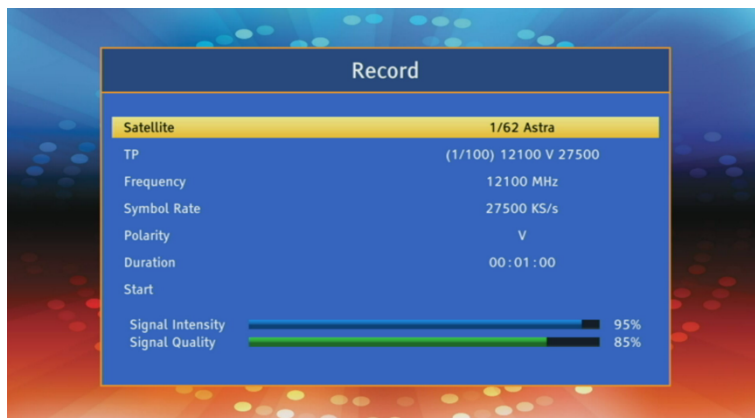 Record
Satellite 1/62 Astra
TP (1/100) 12100 V 27500
Frequency 12100 MHz
Symbol Rate 27500 KS/s
Polarity V
Duration 00:01:00
Start
Signal Intensity 95%
Signal Quality 85%